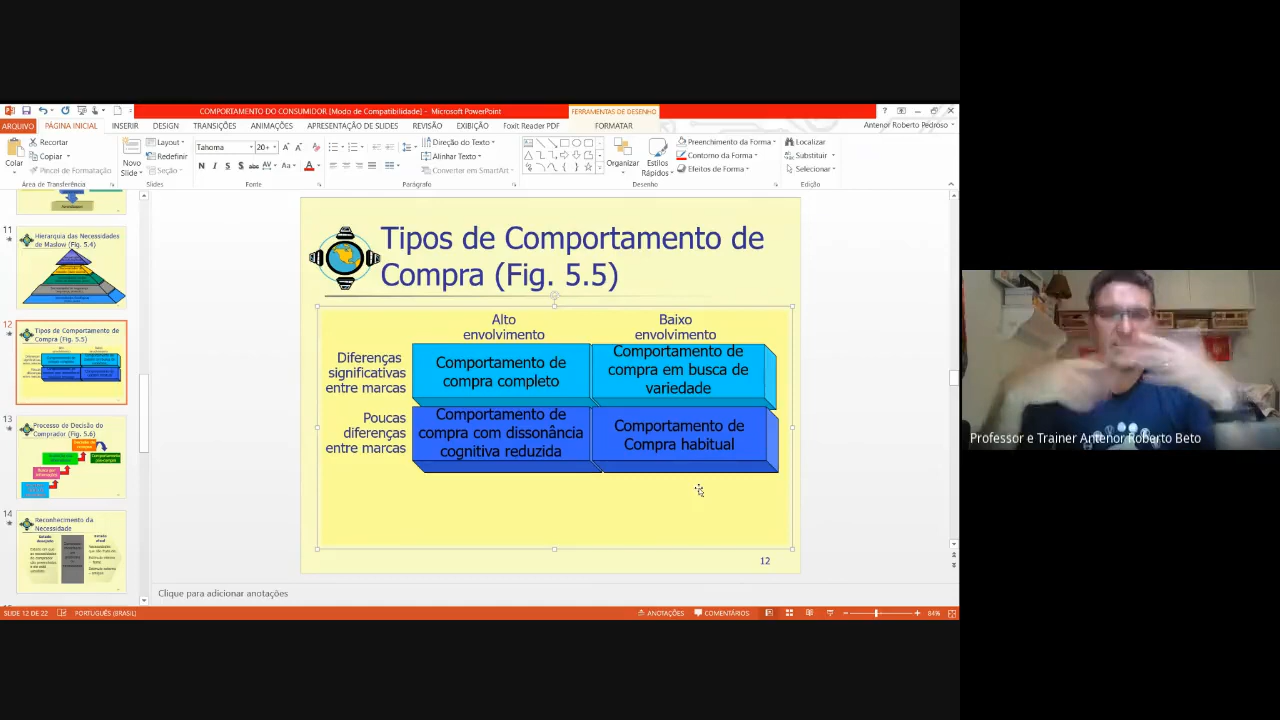 COMPORTAMENTO DO CONSUMIDOR [Modo de Compatibilidade] - Microsoft PowerPoint
FERRAMENTAS DE DESENHO
ARQUIVO PÁGINA INICIAL INSERIR DESIGN TRANSIÇÕES ANIMAÇÕES APRESENTAÇÃO DE SLIDES REVISÃO EXIBIÇÃO Foxit Reader PDF FORMATAR
Antenor Roberto Pedroso
Colar
Recortar
Copiar
Pincel de Formatação
Área de Transferência
Novo
Slide
Layout
Redefinir
Seção
Slides
Tahoma 20+
N I S S abc AV Aa A
Fonte
Direção do Texto
Alinhar Texto
Converter em SmartArt
Parágrafo
Organizar
Estilos
Rápidos
Preenchimento da Forma
Contorno da Forma
Efeitos de Forma
Desenho
Localizar
Substituir
Selecionar
Edição
11
Hierarquia das Necessidades
de Maslow (Fig. 5.4)
12
Tipos de Comportamento de
Compra (Fig. 5.5)
13
Processo de Decisão do
Comprador (Fig. 5.6)
14
Reconhecimento da
Necessidade
Tipos de Comportamento de
Compra (Fig. 5.5)
Alto
envolvimento
Baixo
envolvimento
Diferenças
significativas
entre marcas
Comportamento de
compra completo
Comportamento de
compra em busca de
variedade
Poucas
diferenças
entre marcas
Comportamento de
compra com dissonância
cognitiva reduzida
Comportamento de
Compra habitual
12
Clique para adicionar anotações
SLIDE 12 DE 22 PORTUGUÊS (BRASIL) ANOTAÇÕES COMENTÁRIOS 84%
Professor e Trainer Antenor Roberto Beto